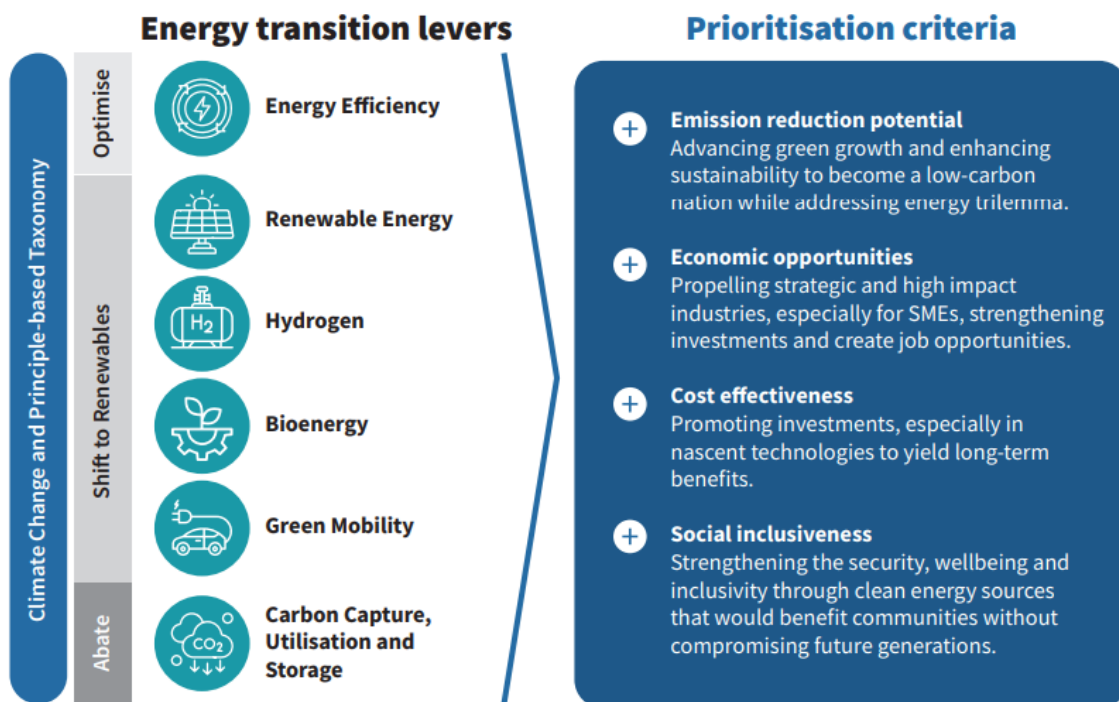 Energy transition levers
Prioritisation criteria
Climate Change and Principle-based Taxonomy
Optimise
Energy Efficiency
Shift to Renewables
Renewable Energy
H2
Hydrogen
Bioenergy
Green Mobility
Abate
CO2
Carbon Capture,
Utilisation and
Storage
Emission reduction potential
Advancing green growth and enhancing
sustainability to become a low-carbon
nation while addressing energy trilemma.
Economic opportunities
Propelling strategic and high impact
industries, especially for SMEs, strengthening
investments and create job opportunities.
Cost effectiveness
Promoting investments, especially in
nascent technologies to yield long-term
benefits.
Social inclusiveness
Strengthening the security, wellbeing and
inclusivity through clean energy sources
that would benefit communities without
compromising future generations.